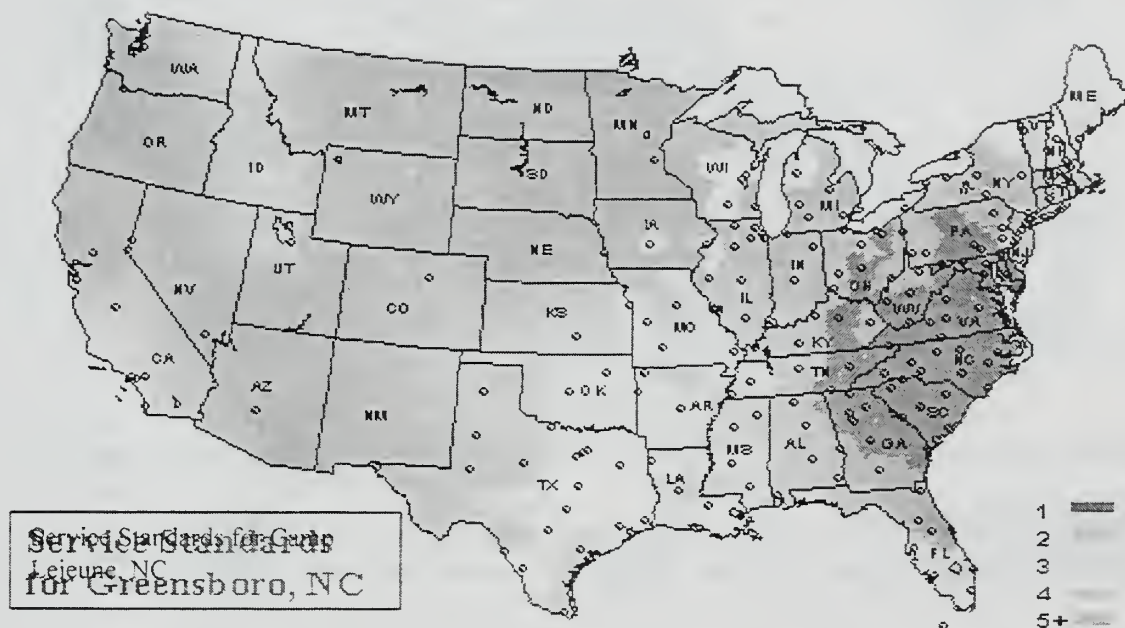 WA
MT
ND
MN
ME
OR
ID
WY
SD
WI
MI
NY
NH
NV
UT
CO
NE
IA
IL
IN
OH
PA
WV
VA
CA
AZ
NM
KS
MO
KY
TN
NC
SC
OK
AR
TX
LA
MS
AL
GA
FL
1
2
3
4
5+
Service Standards for Camp
Lejeune, NC
Service Standards
for Greensboro, NC